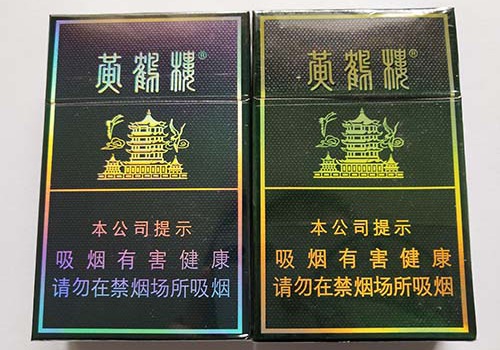 黄鹤楼®
本公司提示
吸烟有害健康
请勿在禁烟场所吸烟
黄鹤楼®
本公司提示
吸烟有害健康
请勿在禁烟场所吸烟